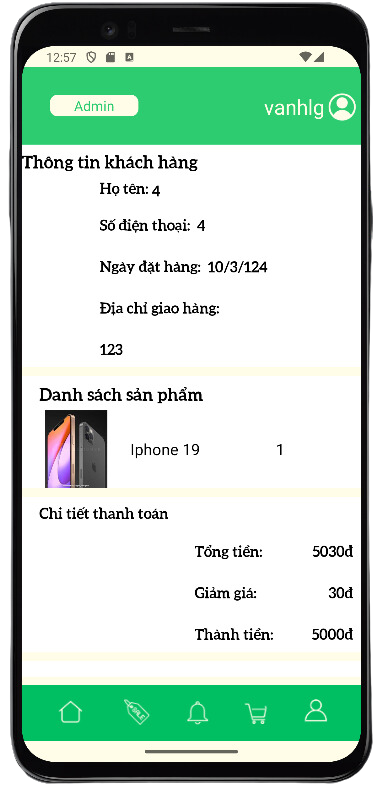 12:57
Admin
vanhlg
Thông tin khách hàng
Họ tên: 4
Số điện thoại: 4
Ngày đặt hàng: 10/3/124
Địa chỉ giao hàng:
123
Danh sách sản phẩm
Iphone 19 1
Chi tiết thanh toán
Tổng tiền: 5030đ
Giảm giá: 30đ
Thành tiền: 5000đ
SALE